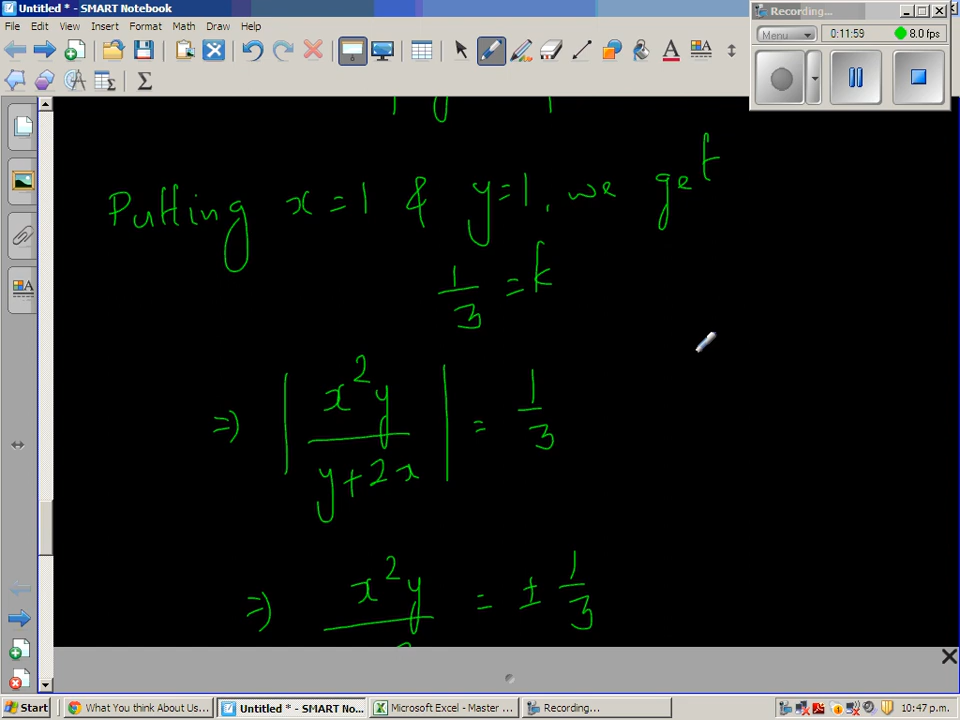 Untitled * - SMART Notebook
Recording...
File Edit View Insert Format Math Draw Help
Menu 0:11:59 8.0 fps
Putting x = 1 & y = 1, we get
1/3 = k
⇒ | x²y / y+2x | = 1/3
⇒ x²y = ± 1/3
Start What You think About Us... Untitled * - SMART No... Microsoft Excel - Master ... Recording... 10:47 p.m.